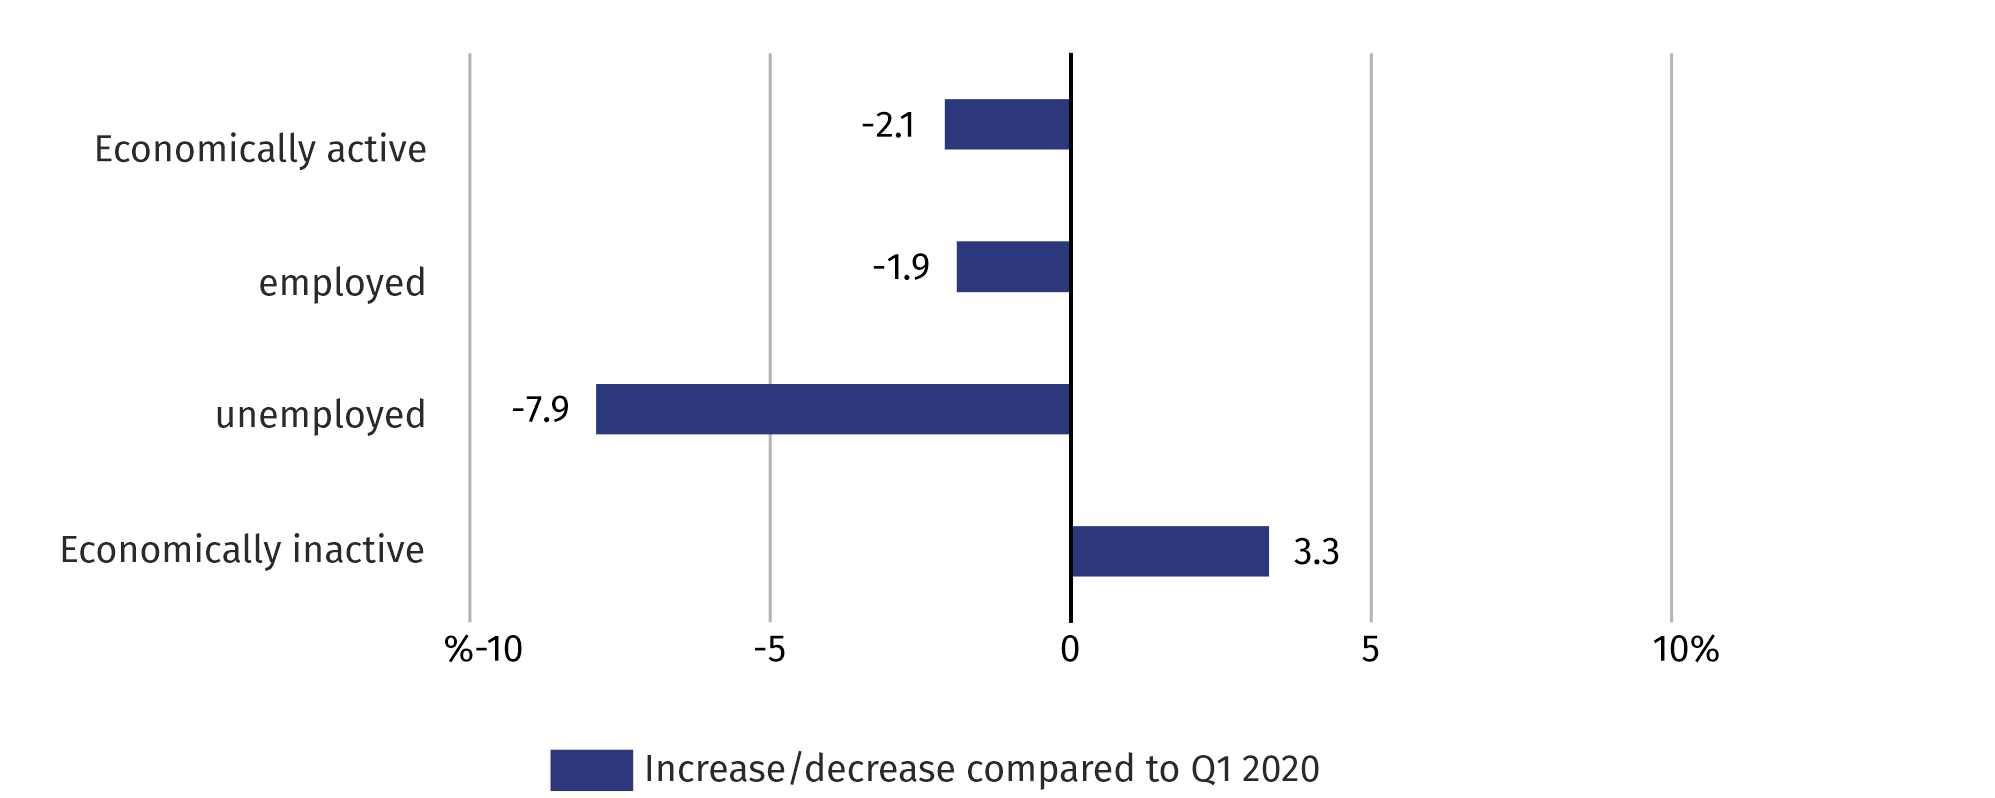 Economically active
-2.1
employed
-1.9
unemployed
-7.9
Economically inactive
3.3
%-10
-5
0
5
10%
Increase/decrease compared to Q1 2020